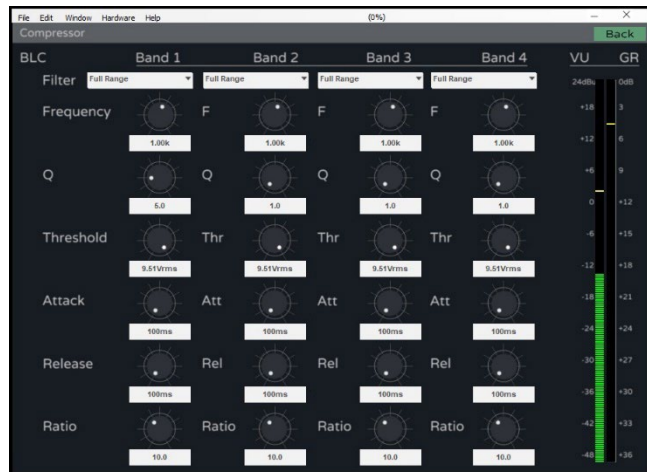 File Edit Window Hardware Help (0%)
Compressor Back
BLC Band 1 Band 2 Band 3 Band 4 VU GR
Filter Full Range Full Range Full Range Full Range
24dBu 0dB
Frequency F F F
+18 3
1.00k 1.00k 1.00k 1.00k
+12 6
Q Q Q Q
+6 9
5.0 1.0 1.0 1.0
0 +12
Threshold Thr Thr Thr
-6 +15
9.51Vrms 9.51Vrms 9.51Vrms 9.51Vrms
-12 +18
Attack Att Att Att
-18 +21
100ms 100ms 100ms 100ms
-24 +24
Release Rel Rel Rel
-30 +27
100ms 100ms 100ms 100ms
-36 +30
Ratio Ratio Ratio Ratio
-42 +33
10.0 10.0 10.0 10.0
-48 +36